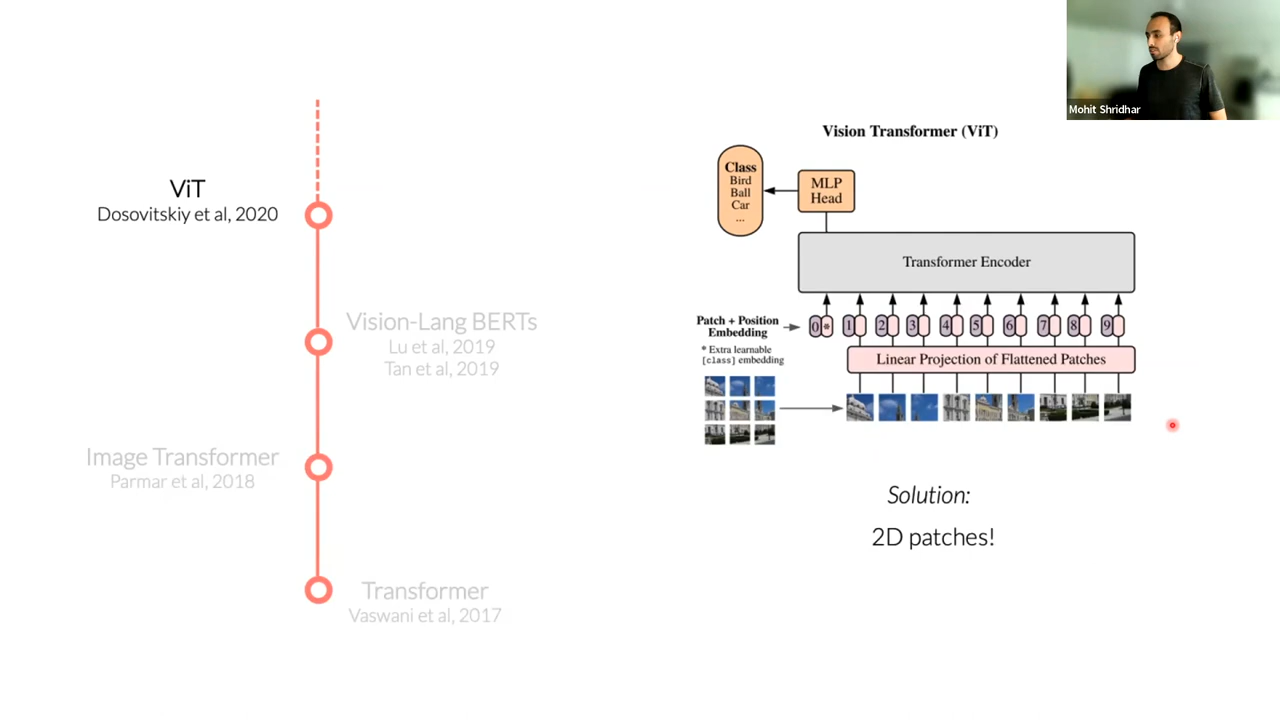 Mohit Shridhar
ViT
Dosovitskiy et al, 2020
Vision-Lang BERTs
Lu et al, 2019
Tan et al, 2019
Image Transformer
Parmar et al, 2018
Transformer
Vaswani et al, 2017
Vision Transformer (ViT)
Class
Bird
Ball
Car
...
MLP
Head
Transformer Encoder
Patch + Position
Embedding
0 * 1 2 3 4 5 6 7 8 9
* Extra learnable
[class] embedding
Linear Projection of Flattened Patches
Solution:
2D patches!